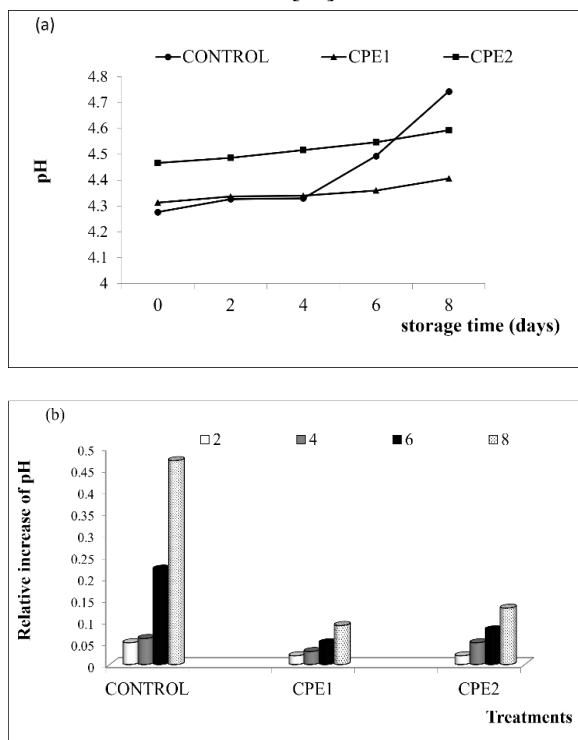 (a)
CONTROL CPE1 CPE2
4.8
4.7
4.6
4.5
4.4
4.3
4.2
4.1
4
pH
0 2 4 6 8
storage time (days)
(b)
2 4 6 8
0.5
0.45
0.4
0.35
0.3
0.25
0.2
0.15
0.1
0.05
0
Relative increase of pH
CONTROL CPE1 CPE2
Treatments